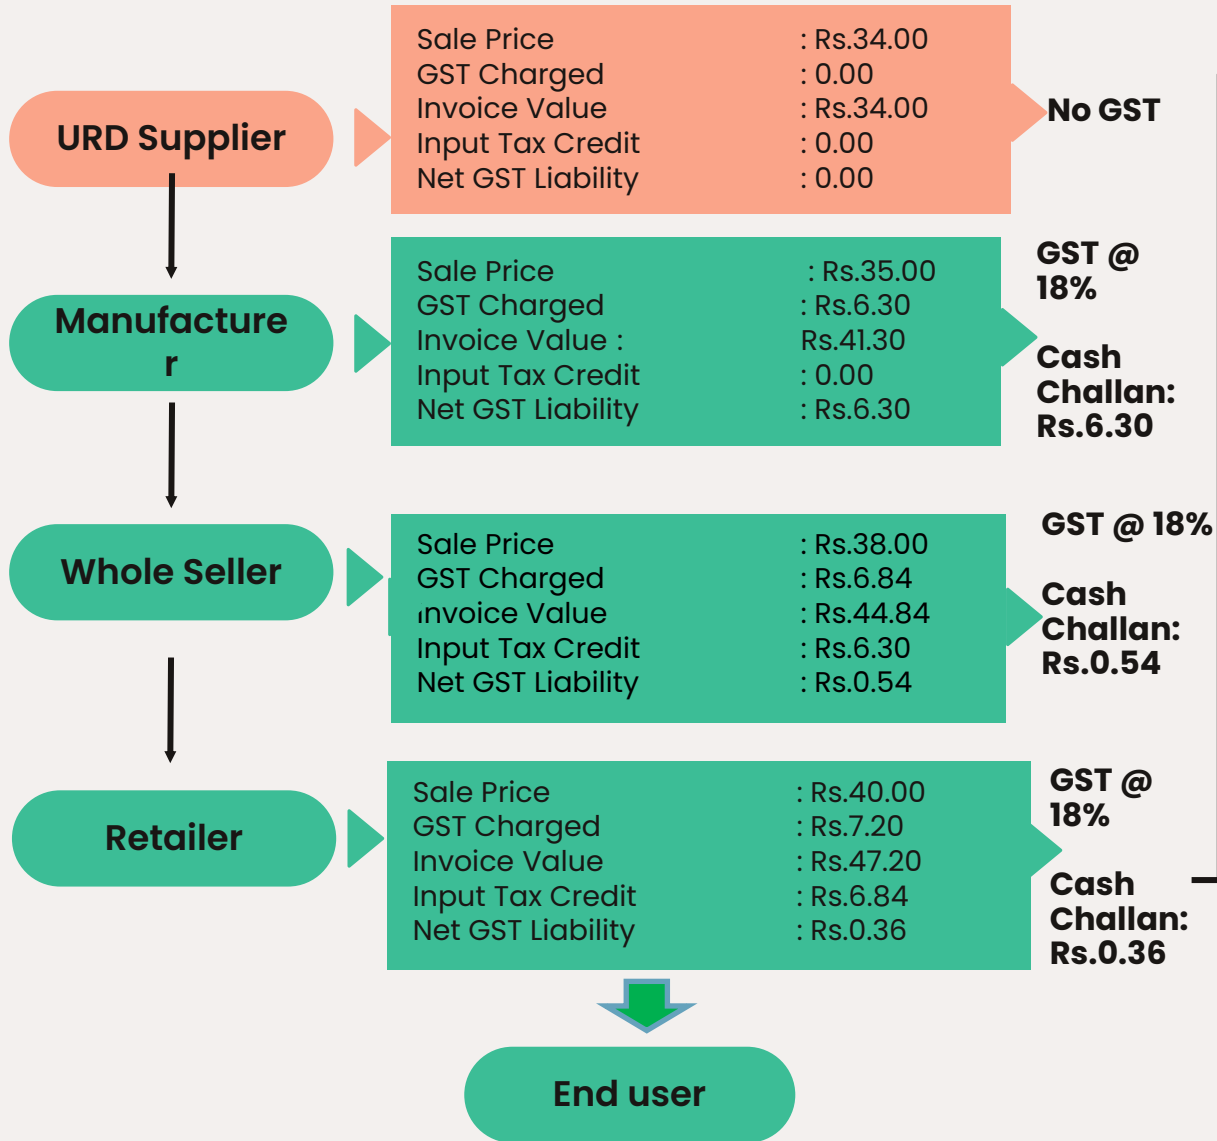 URD Supplier
Sale Price : Rs.34.00
GST Charged : 0.00
Invoice Value : Rs.34.00
Input Tax Credit : 0.00
Net GST Liability : 0.00
No GST
Manufacture
r
Sale Price : Rs.35.00
GST Charged : Rs.6.30
Invoice Value : Rs.41.30
Input Tax Credit : 0.00
Net GST Liability : Rs.6.30
GST @
18%
Cash
Challan:
Rs.6.30
Whole Seller
Sale Price : Rs.38.00
GST Charged : Rs.6.84
Invoice Value : Rs.44.84
Input Tax Credit : Rs.6.30
Net GST Liability : Rs.0.54
GST @ 18%
Cash
Challan:
Rs.0.54
Retailer
Sale Price : Rs.40.00
GST Charged : Rs.7.20
Invoice Value : Rs.47.20
Input Tax Credit : Rs.6.84
Net GST Liability : Rs.0.36
GST @
18%
Cash
Challan:
Rs.0.36
End user